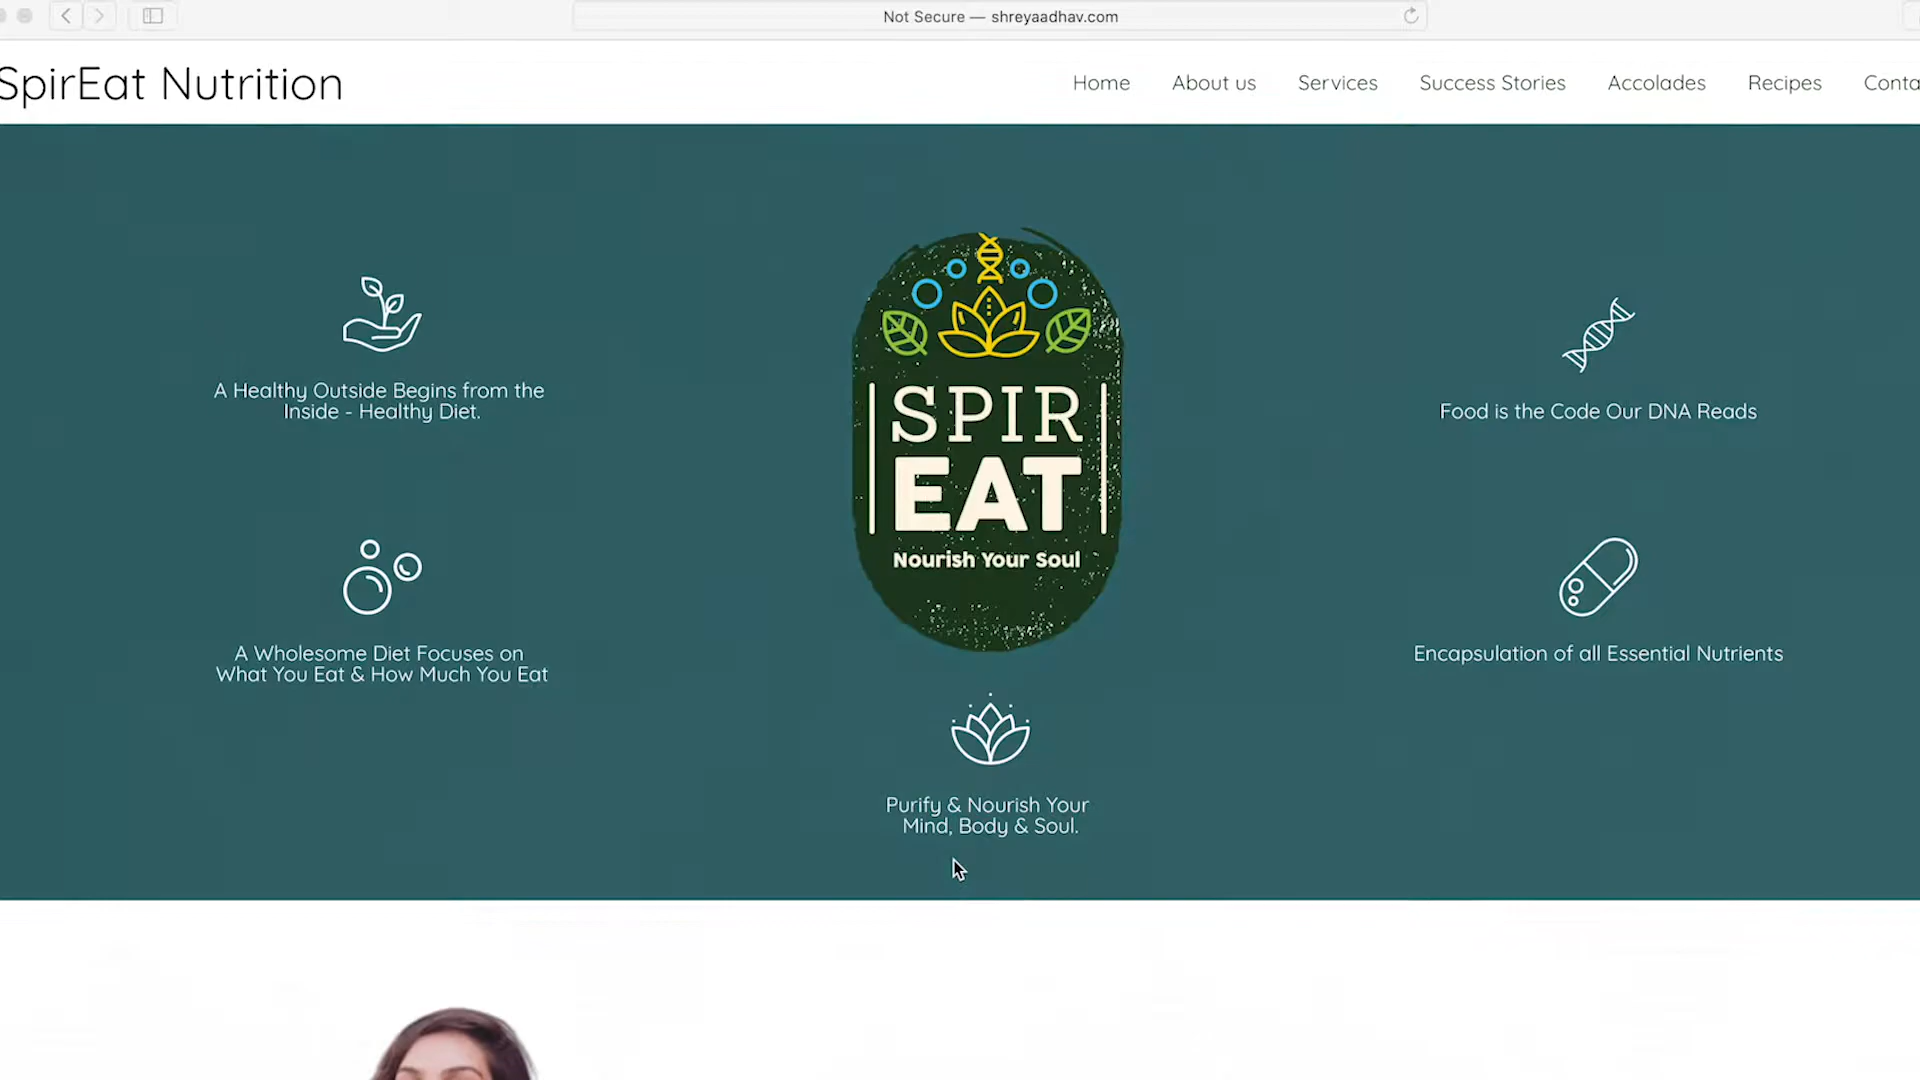 Not Secure — shreyaadhav.com
SpirEat Nutrition
Home
About us
Services
Success Stories
Accolades
Recipes
Conta
A Healthy Outside Begins from the
Inside - Healthy Diet.
A Wholesome Diet Focuses on
What You Eat & How Much You Eat
SPIR
EAT
Nourish Your Soul
Purify & Nourish Your
Mind, Body & Soul.
Food is the Code Our DNA Reads
Encapsulation of all Essential Nutrients